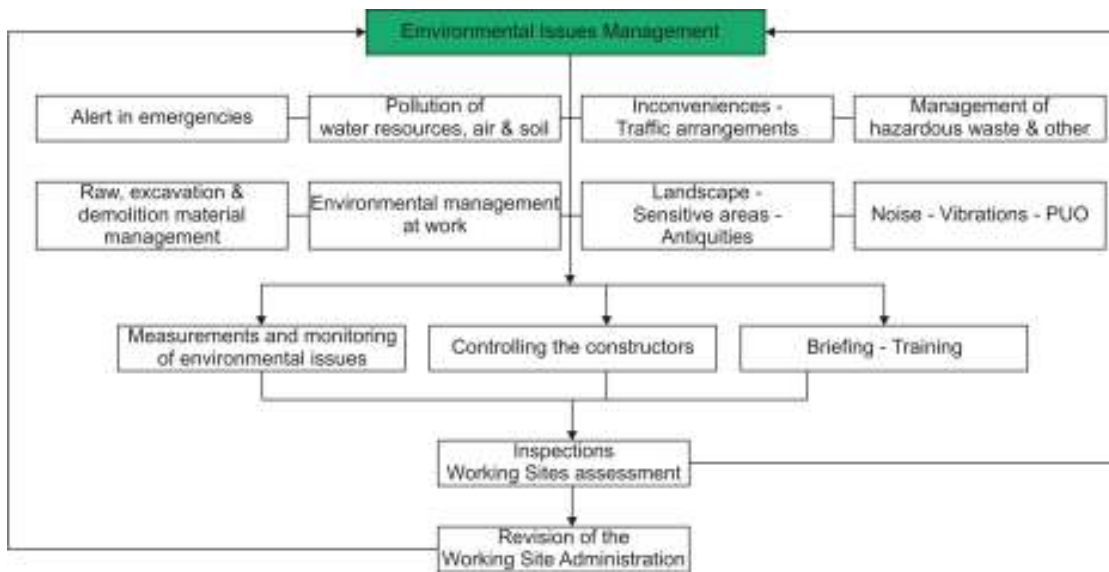 Environmental Issues Management
Alert in emergencies
Pollution of
water resources, air & soil
Inconveniences -
Traffic arrangements
Management of
hazardous waste & other
Raw, excavation &
demolition material
management
Environmental management
at work
Landscape -
Sensitive areas -
Antiquities
Noise - Vibrations - PUO
Measurements and monitoring
of environmental issues
Controlling the constructors
Briefing - Training
Inspections
Working Sites assessment
Revision of the
Working Site Administration